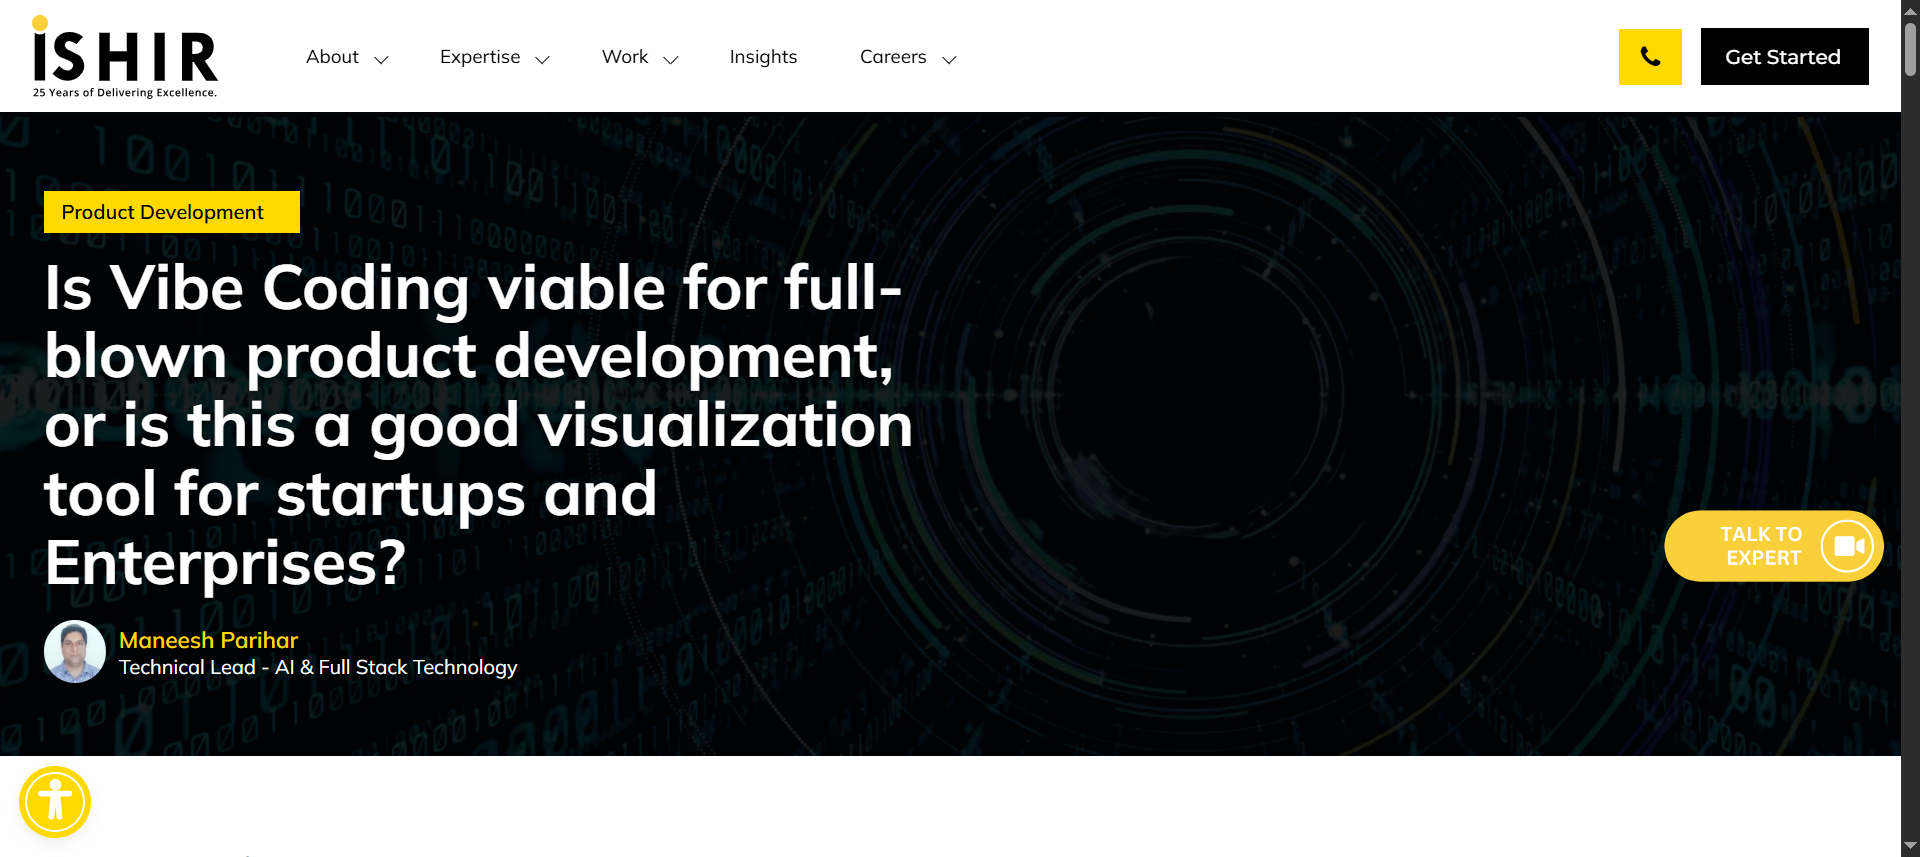 ISHIR
25 Years of Delivering Excellence.
About
Expertise
Work
Insights
Careers
Get Started
Product Development
Is Vibe Coding viable for full-
blown product development,
or is this a good visualization
tool for startups and
Enterprises?
Maneesh Parihar
Technical Lead - AI & Full Stack Technology
TALK TO
EXPERT